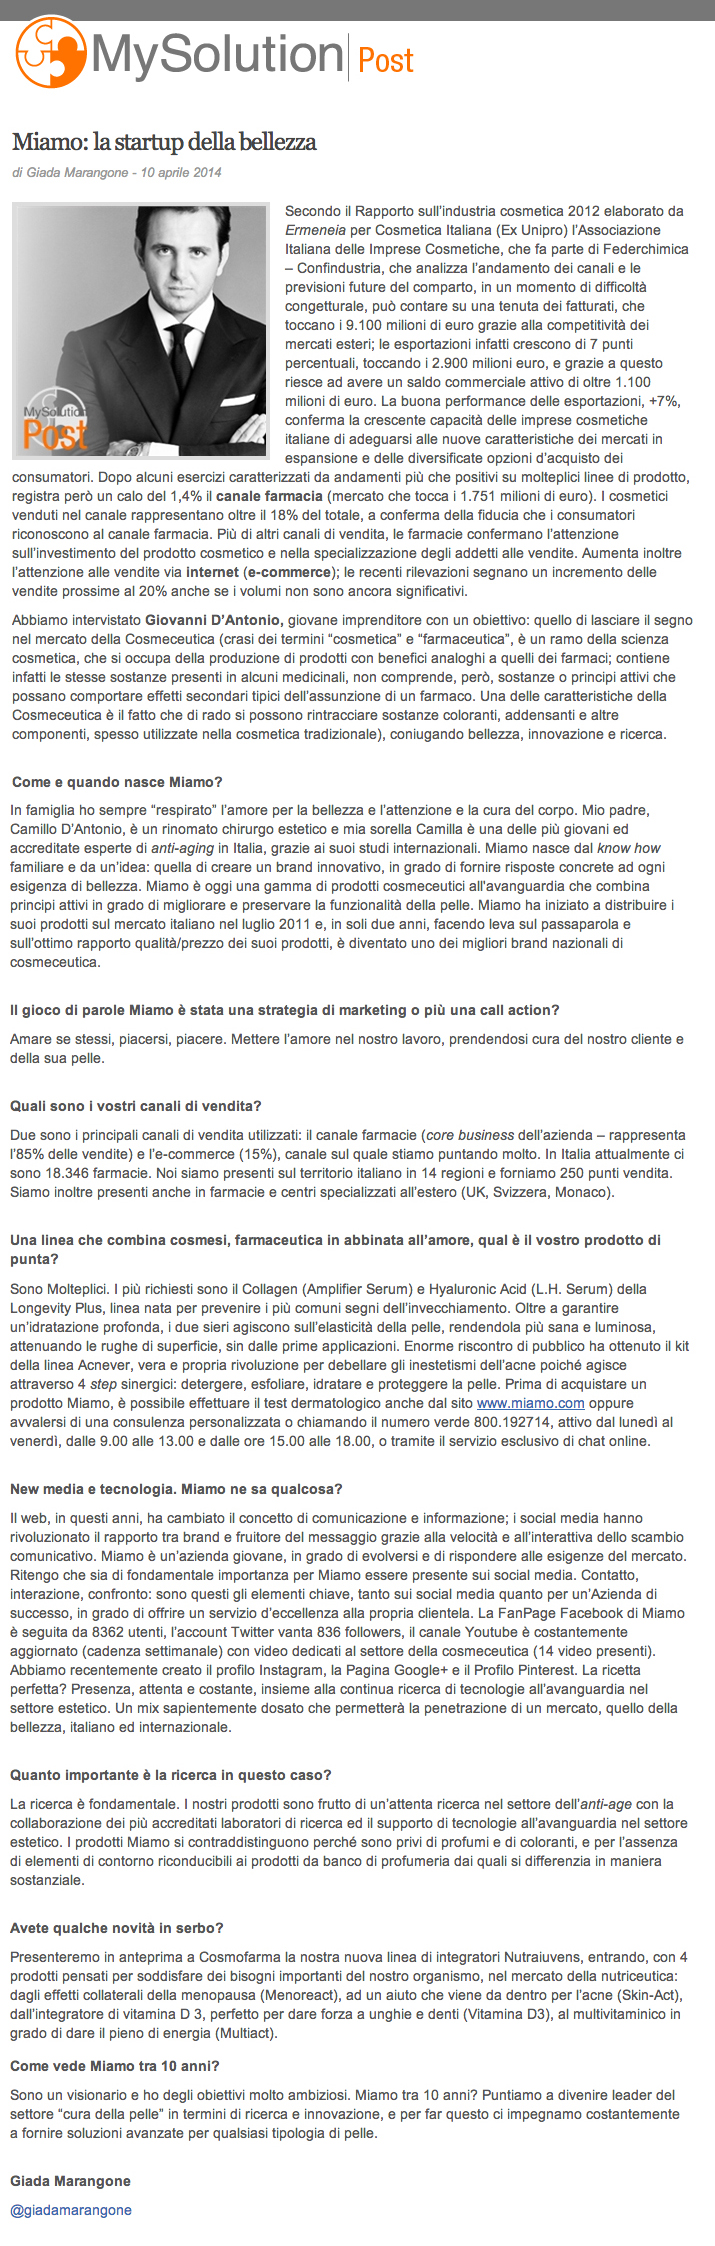 MySolution Post
Miamo: la startup della bellezza
di Giada Marangone - 10 aprile 2014
Secondo il Rapporto sull'industria cosmetica 2012 elaborato da
Ermeneia per Cosmetica Italiana (Ex Unipro) l'Associazione
Italiana delle Imprese Cosmetiche, che fa parte di Federchimica
– Confindustria, che analizza l'andamento dei canali e le
previsioni future del comparto, in un momento di difficoltà
congetturale, può contare su una tenuta dei fatturati, che
toccano i 9.100 milioni di euro grazie alla competitività dei
mercati esteri; le esportazioni infatti crescono di 7 punti
percentuali, toccando i 2.900 milioni euro, e grazie a questo
riesce ad avere un saldo commerciale attivo di oltre 1.100
milioni di euro. La buona performance delle esportazioni, +7%,
conferma la crescente capacità delle imprese cosmetiche
italiane di adeguarsi alle nuove caratteristiche dei mercati in
espansione e delle diversificate opzioni d'acquisto dei
MySolution
Post
consumatori. Dopo alcuni esercizi caratterizzati da andamenti più che positivi su molteplici linee di prodotto,
registra però un calo del 1,4% il canale farmacia (mercato che tocca i 1.751 milioni di euro). I cosmetici
venduti nel canale rappresentano oltre il 18% del totale, a conferma della fiducia che i consumatori
riconoscono al canale farmacia. Più di altri canali di vendita, le farmacie confermano l'attenzione
sull'investimento del prodotto cosmetico e nella specializzazione degli addetti alle vendite. Aumenta inoltre
l'attenzione alle vendite via internet (e-commerce); le recenti rilevazioni segnano un incremento delle
vendite prossime al 20% anche se i volumi non sono ancora significativi.
Abbiamo intervistato Giovanni D'Antonio, giovane imprenditore con un obiettivo: quello di lasciare il segno
nel mercato della Cosmeceutica (crasi dei termini “cosmetica” e “farmaceutica”, è un ramo della scienza
cosmetica, che si occupa della produzione di prodotti con benefici analoghi a quelli dei farmaci; contiene
infatti le stesse sostanze presenti in alcuni medicinali, non comprende, però, sostanze o principi attivi che
possano comportare effetti secondari tipici dell'assunzione di un farmaco. Una delle caratteristiche della
Cosmeceutica è il fatto che di rado si possono rintracciare sostanze coloranti, addensanti e altre
componenti, spesso utilizzate nella cosmetica tradizionale), coniugando bellezza, innovazione e ricerca.
Come e quando nasce Miamo?
In famiglia ho sempre “respirato” l'amore per la bellezza e l'attenzione e la cura del corpo. Mio padre,
Camillo D'Antonio, è un rinomato chirurgo estetico e mia sorella Camilla è una delle più giovani ed
accreditate esperte di anti-aging in Italia, grazie ai suoi studi internazionali. Miamo nasce dal know how
familiare e da un'idea: quella di creare un brand innovativo, in grado di fornire risposte concrete ad ogni
esigenza di bellezza. Miamo è oggi una gamma di prodotti cosmeceutici all'avanguardia che combina
principi attivi in grado di migliorare e preservare la funzionalità della pelle. Miamo ha iniziato a distribuire i
suoi prodotti sul mercato italiano nel luglio 2011 e, in soli due anni, facendo leva sul passaparola e
sull'ottimo rapporto qualità/prezzo dei suoi prodotti, è diventato uno dei migliori brand nazionali di
cosmeceutica.
Il gioco di parole Miamo è stata una strategia di marketing o più una call action?
Amare se stessi, piacersi, piacere. Mettere l'amore nel nostro lavoro, prendendosi cura del nostro cliente e
della sua pelle.
Quali sono i vostri canali di vendita?
Due sono i principali canali di vendita utilizzati: il canale farmacie (core business dell'azienda – rappresenta
l'85% delle vendite) e l'e-commerce (15%), canale sul quale stiamo puntando molto. In Italia attualmente ci
sono 18.346 farmacie. Noi siamo presenti sul territorio italiano in 14 regioni e forniamo 250 punti vendita.
Siamo inoltre presenti anche in farmacie e centri specializzati all'estero (UK, Svizzera, Monaco).
Una linea che combina cosmesi, farmaceutica in abbinata all'amore, qual è il vostro prodotto di
punta?
Sono Molteplici. I più richiesti sono il Collagen (Amplifier Serum) e Hyaluronic Acid (L.H. Serum) della
Longevity Plus, linea nata per prevenire i più comuni segni dell'invecchiamento. Oltre a garantire
un'idratazione profonda, i due sieri agiscono sull'elasticità della pelle, rendendola più sana e luminosa,
attenuando le rughe di superficie, sin dalle prime applicazioni. Enorme riscontro di pubblico ha ottenuto il kit
della linea Acnever, vera e propria rivoluzione per debellare gli inestetismi dell'acne poiché agisce
attraverso 4 step sinergici: detergere, esfoliare, idratare e proteggere la pelle. Prima di acquistare un
prodotto Miamo, è possibile effettuare il test dermatologico anche dal sito www.miamo.com oppure
avvalersi di una consulenza personalizzata o chiamando il numero verde 800.192714, attivo dal lunedì al
venerdì, dalle 9.00 alle 13.00 e dalle ore 15.00 alle 18.00, o tramite il servizio esclusivo di chat online.
New media e tecnologia. Miamo ne sa qualcosa?
Il web, in questi anni, ha cambiato il concetto di comunicazione e informazione; i social media hanno
rivoluzionato il rapporto tra brand e fruitore del messaggio grazie alla velocità e all'interattiva dello scambio
comunicativo. Miamo è un'azienda giovane, in grado di evolversi e di rispondere alle esigenze del mercato.
Ritengo che sia di fondamentale importanza per Miamo essere presente sui social media. Contatto,
interazione, confronto: sono questi gli elementi chiave, tanto sui social media quanto per un'Azienda di
successo, in grado di offrire un servizio d'eccellenza alla propria clientela. La FanPage Facebook di Miamo
è seguita da 8362 utenti, l'account Twitter vanta 836 followers, il canale Youtube è costantemente
aggiornato (cadenza settimanale) con video dedicati al settore della cosmeceutica (14 video presenti).
Abbiamo recentemente creato il profilo Instagram, la Pagina Google+ e il Profilo Pinterest. La ricetta
perfetta? Presenza, attenta e costante, insieme alla continua ricerca di tecnologie all'avanguardia nel
settore estetico. Un mix sapientemente dosato che permetterà la penetrazione di un mercato, quello della
bellezza, italiano ed internazionale.
Quanto importante è la ricerca in questo caso?
La ricerca è fondamentale. I nostri prodotti sono frutto di un'attenta ricerca nel settore dell'anti-age con la
collaborazione dei più accreditati laboratori di ricerca ed il supporto di tecnologie all'avanguardia nel settore
estetico. I prodotti Miamo si contraddistinguono perché sono privi di profumi e di coloranti, e per l'assenza
di elementi di contorno riconducibili ai prodotti da banco di profumeria dai quali si differenzia in maniera
sostanziale.
Avete qualche novità in serbo?
Presenteremo in anteprima a Cosmofarma la nostra nuova linea di integratori Nutraiuvens, entrando, con 4
prodotti pensati per soddisfare dei bisogni importanti del nostro organismo, nel mercato della nutriceutica:
dagli effetti collaterali della menopausa (Menoreact), ad un aiuto che viene da dentro per l'acne (Skin-Act),
dall'integratore di vitamina D 3, perfetto per dare forza a unghie e denti (Vitamina D3), al multivitaminico in
grado di dare il pieno di energia (Multiact).
Come vede Miamo tra 10 anni?
Sono un visionario e ho degli obiettivi molto ambiziosi. Miamo tra 10 anni? Puntiamo a divenire leader del
settore “cura della pelle” in termini di ricerca e innovazione, e per far questo ci impegnamo costantemente
a fornire soluzioni avanzate per qualsiasi tipologia di pelle.
Giada Marangone
@giadamarangone